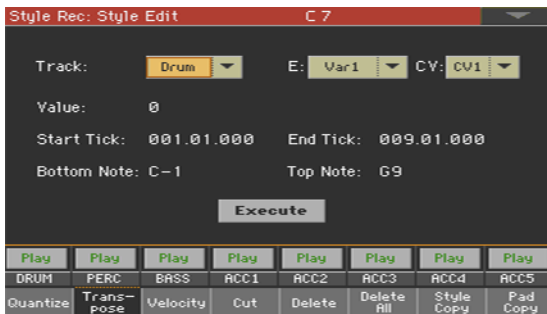 Style Rec: Style Edit C 7
Track: Drum E: Var1 CV: CV1
Value: 0
Start Tick: 001.01.000 End Tick: 009.01.000
Bottom Note: C-1 Top Note: G9
Execute
Play Play Play Play Play Play Play Play
DRUM PERC BASS ACC1 ACC2 ACC3 ACC4 ACC5
Quantize Trans-
pose Velocity Cut Delete Delete
All Style
Copy Pad
Copy